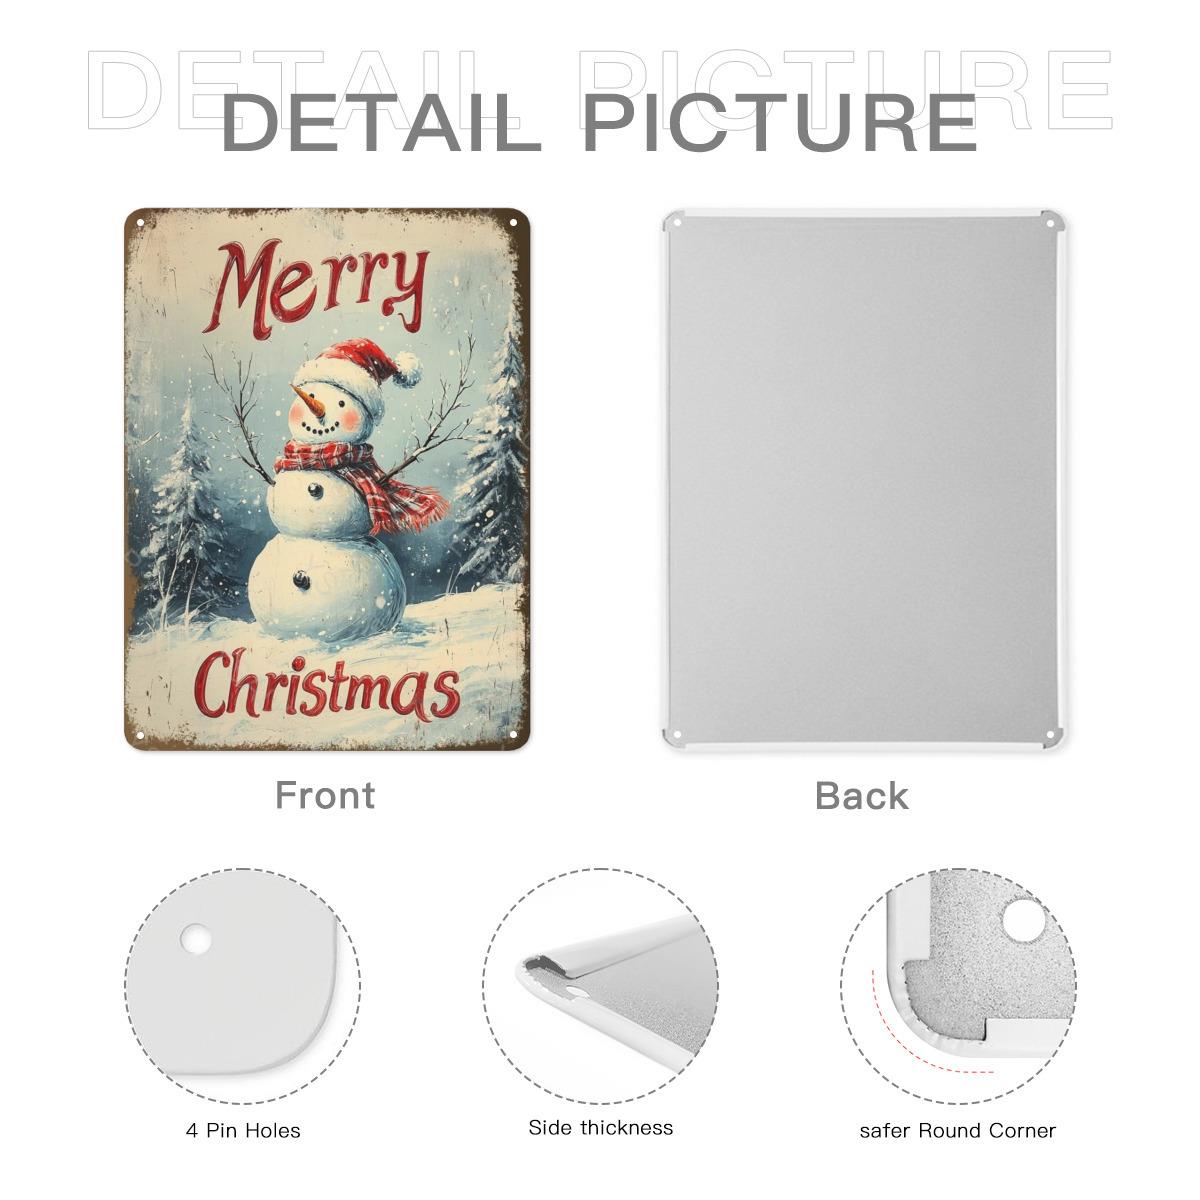 DETAIL PICTURE
DETAIL PICTURE
Merry
Christmas
Front
Back
4 Pin Holes
Side thickness
safer Round Corner